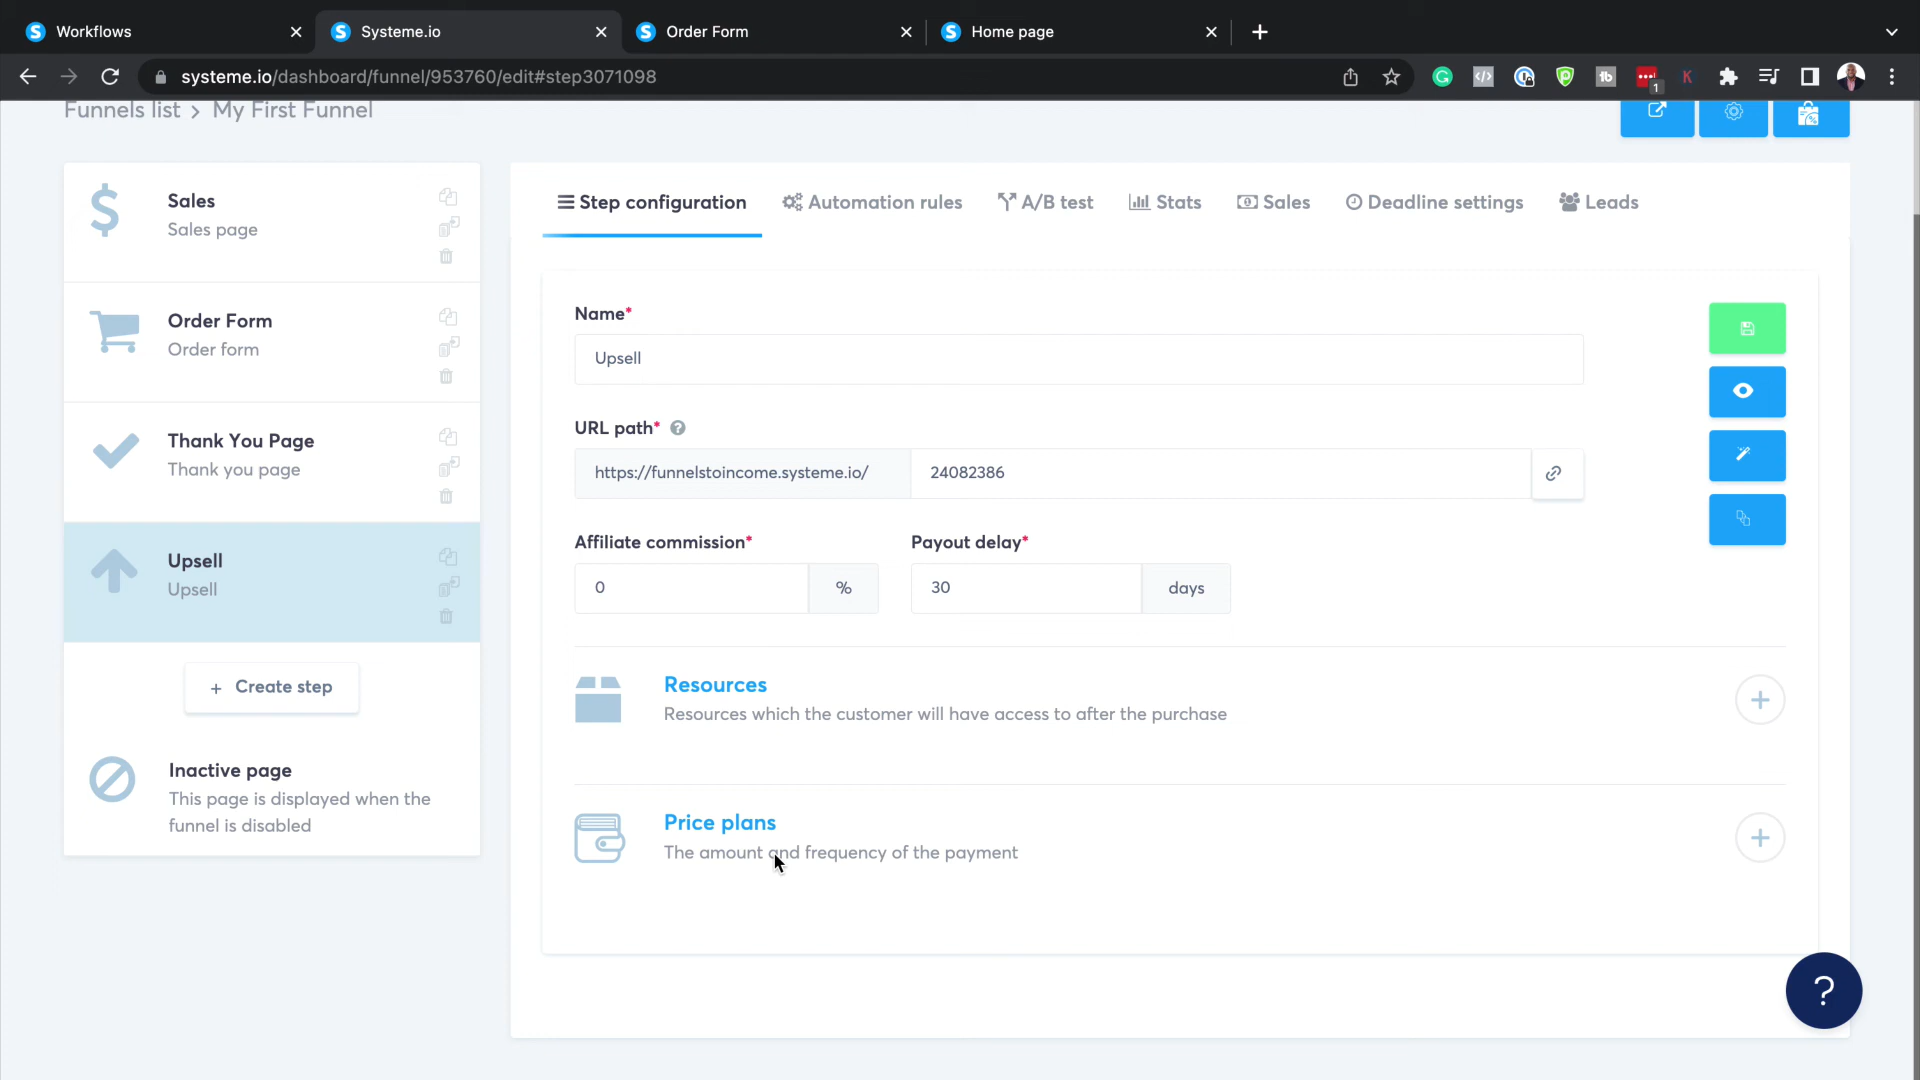 Workflows
Systeme.io
Order Form
Home page
systeme.io/dashboard/funnel/953760/edit#step3071098
1
Funnels list > My First Funnel
Sales
Sales page
Order Form
Order form
Thank You Page
Thank you page
Upsell
Upsell
+ Create step
Inactive page
This page is displayed when the
funnel is disabled
Step configuration
Automation rules
A/B test
Stats
Sales
Deadline settings
Leads
Name*
Upsell
URL path* ?
https://funnelstoincome.systeme.io/
24082386
Affiliate commission*
Payout delay*
0 %
30 days
Resources
Resources which the customer will have access to after the purchase
Price plans
The amount and frequency of the payment
?